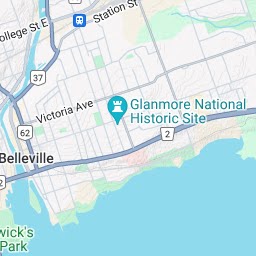 ollege St E
Station St
37
Victoria Ave
Glanmore National
Historic Site
62
2
Belleville
2
wick's
Park